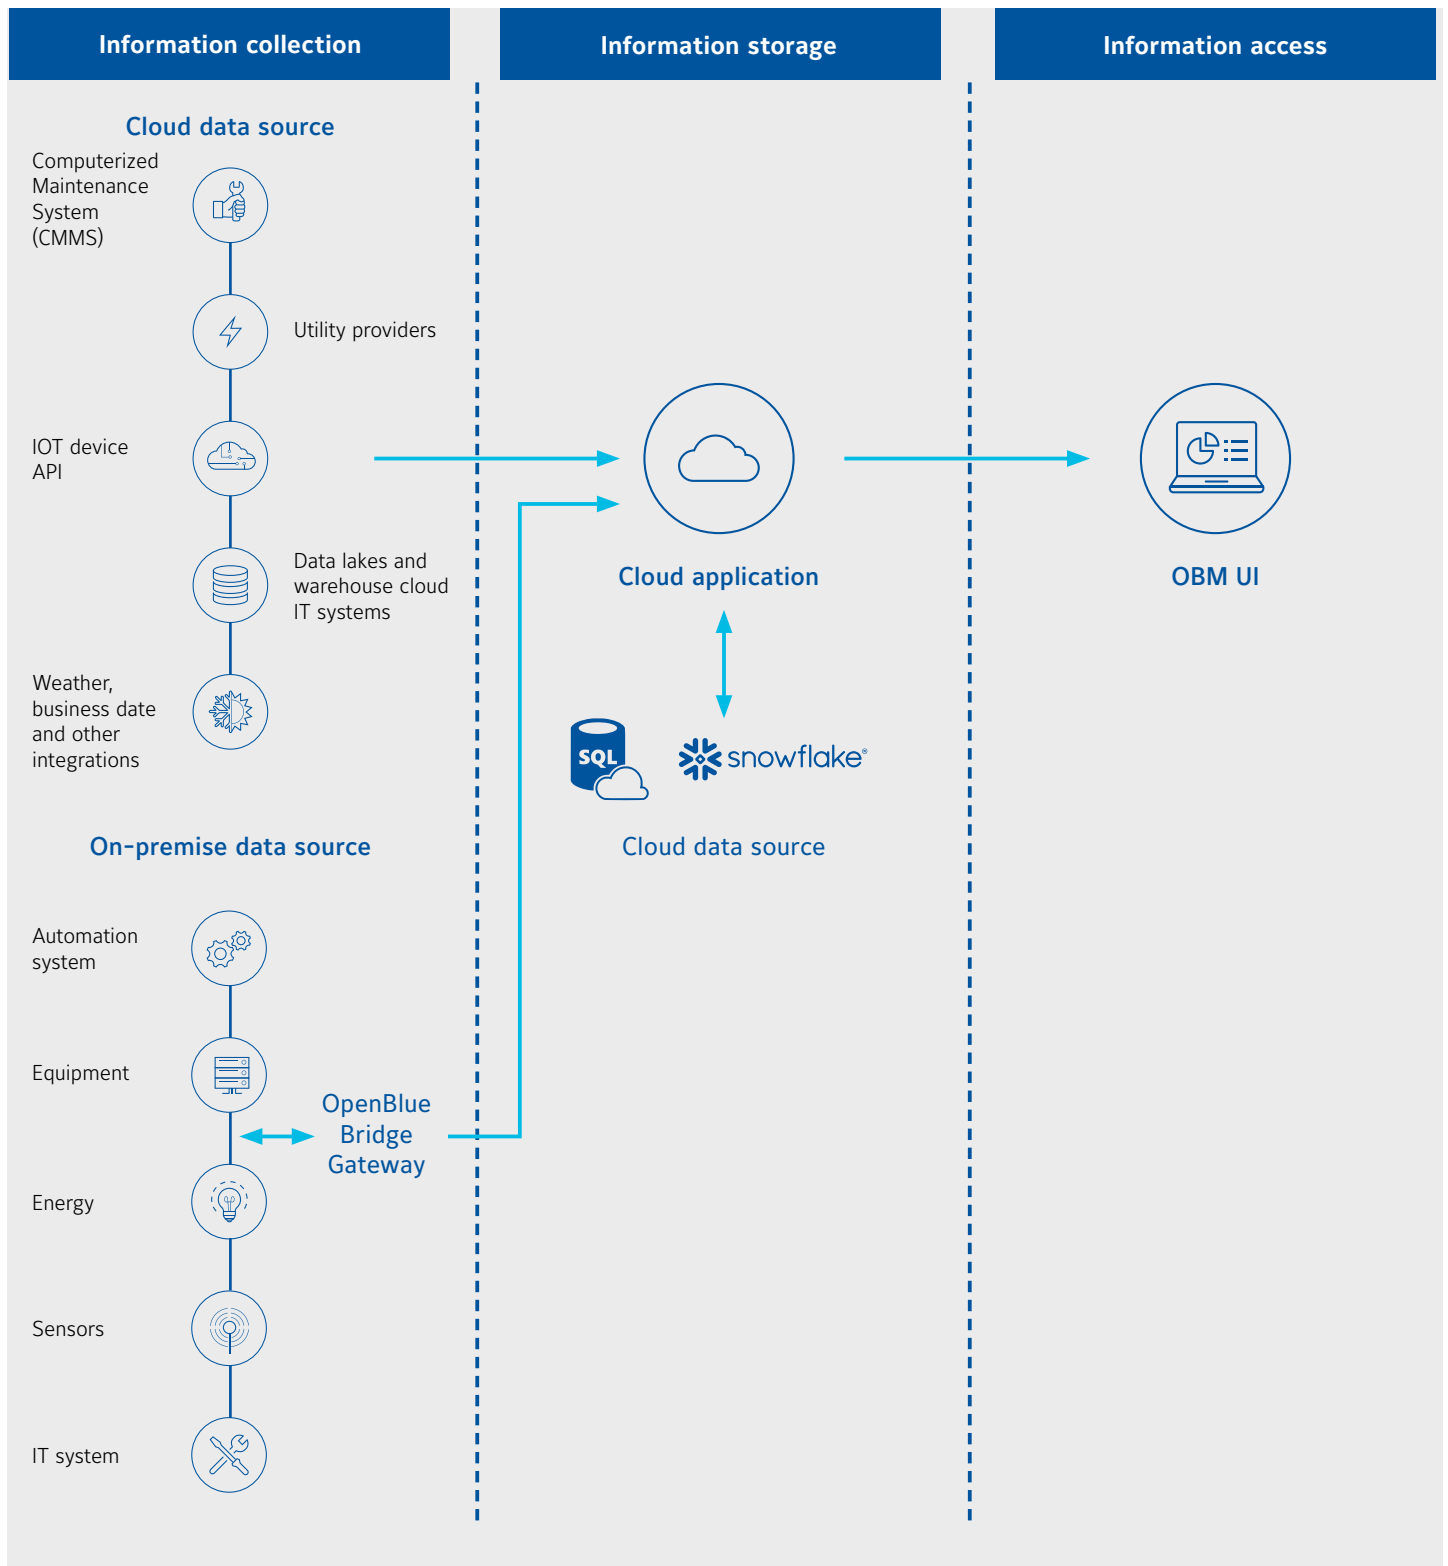 Information collection
Information storage
Information access
Cloud data source
Computerized
Maintenance
System
(CMMS)
Utility providers
IOT device
API
Data lakes and
warehouse cloud
IT systems
Weather,
business date
and other
integrations
On-premise data source
Automation
system
Equipment
OpenBlue
Bridge
Gateway
Energy
Sensors
IT system
Cloud application
SQL
snowflake®
Cloud data source
OBM UI